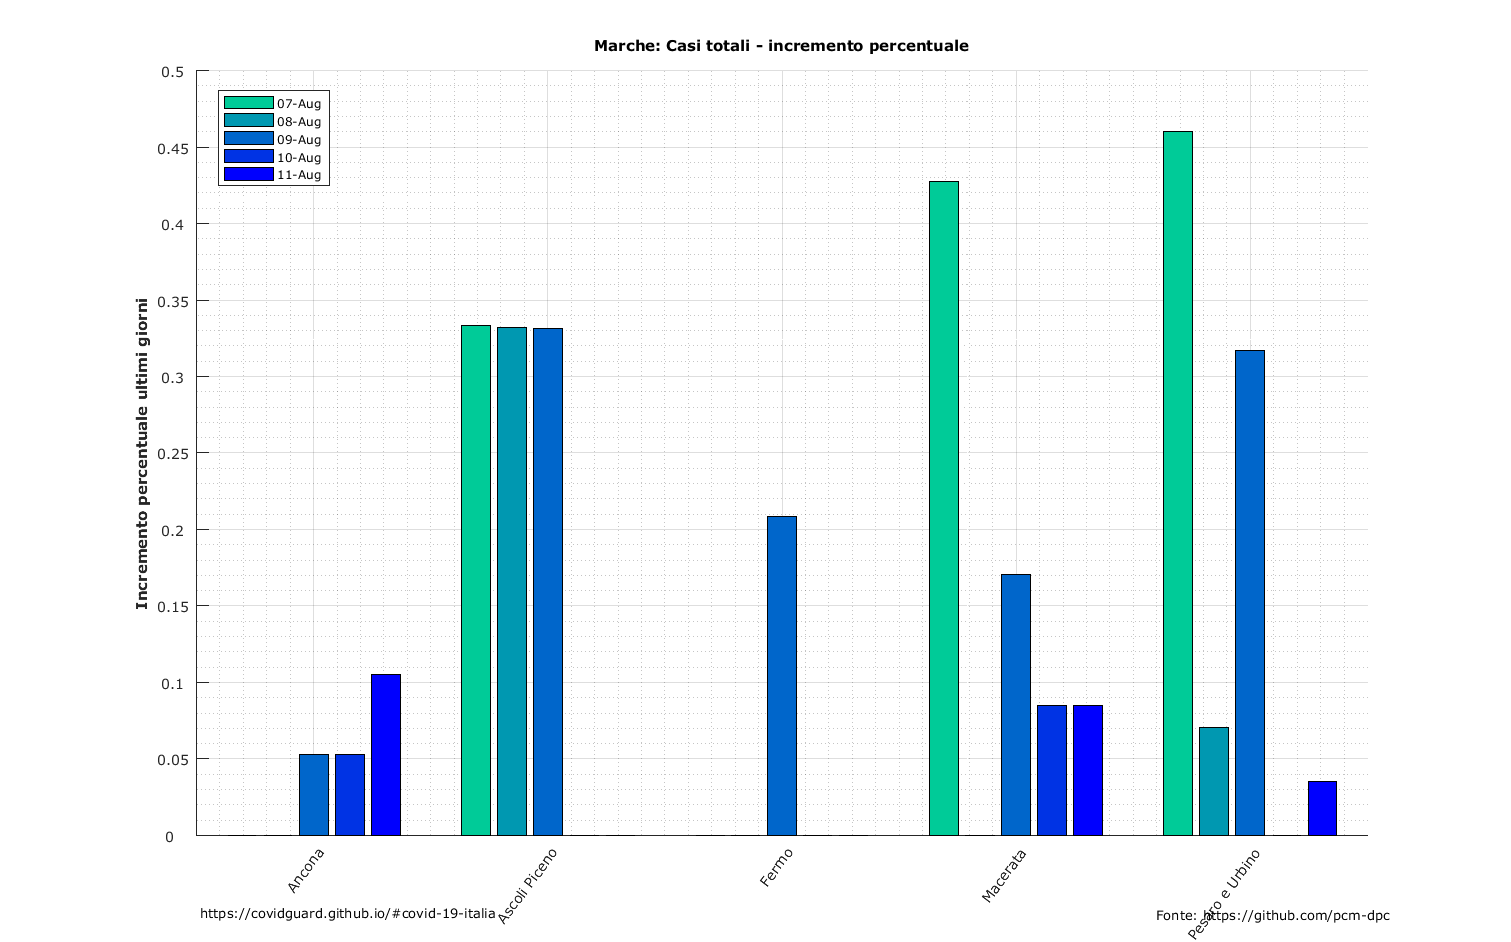 Marche: Casi totali - incremento percentuale
07-Aug
08-Aug
09-Aug
10-Aug
11-Aug
Incremento percentuale ultimi giorni
0.5
0.45
0.4
0.35
0.3
0.25
0.2
0.15
0.1
0.05
0
Ancona
Ascoli Piceno
Fermo
Macerata
Pesaro e Urbino
https://covidguard.github.io/#covid-19-italia
Fonte: https://github.com/pcm-dpc